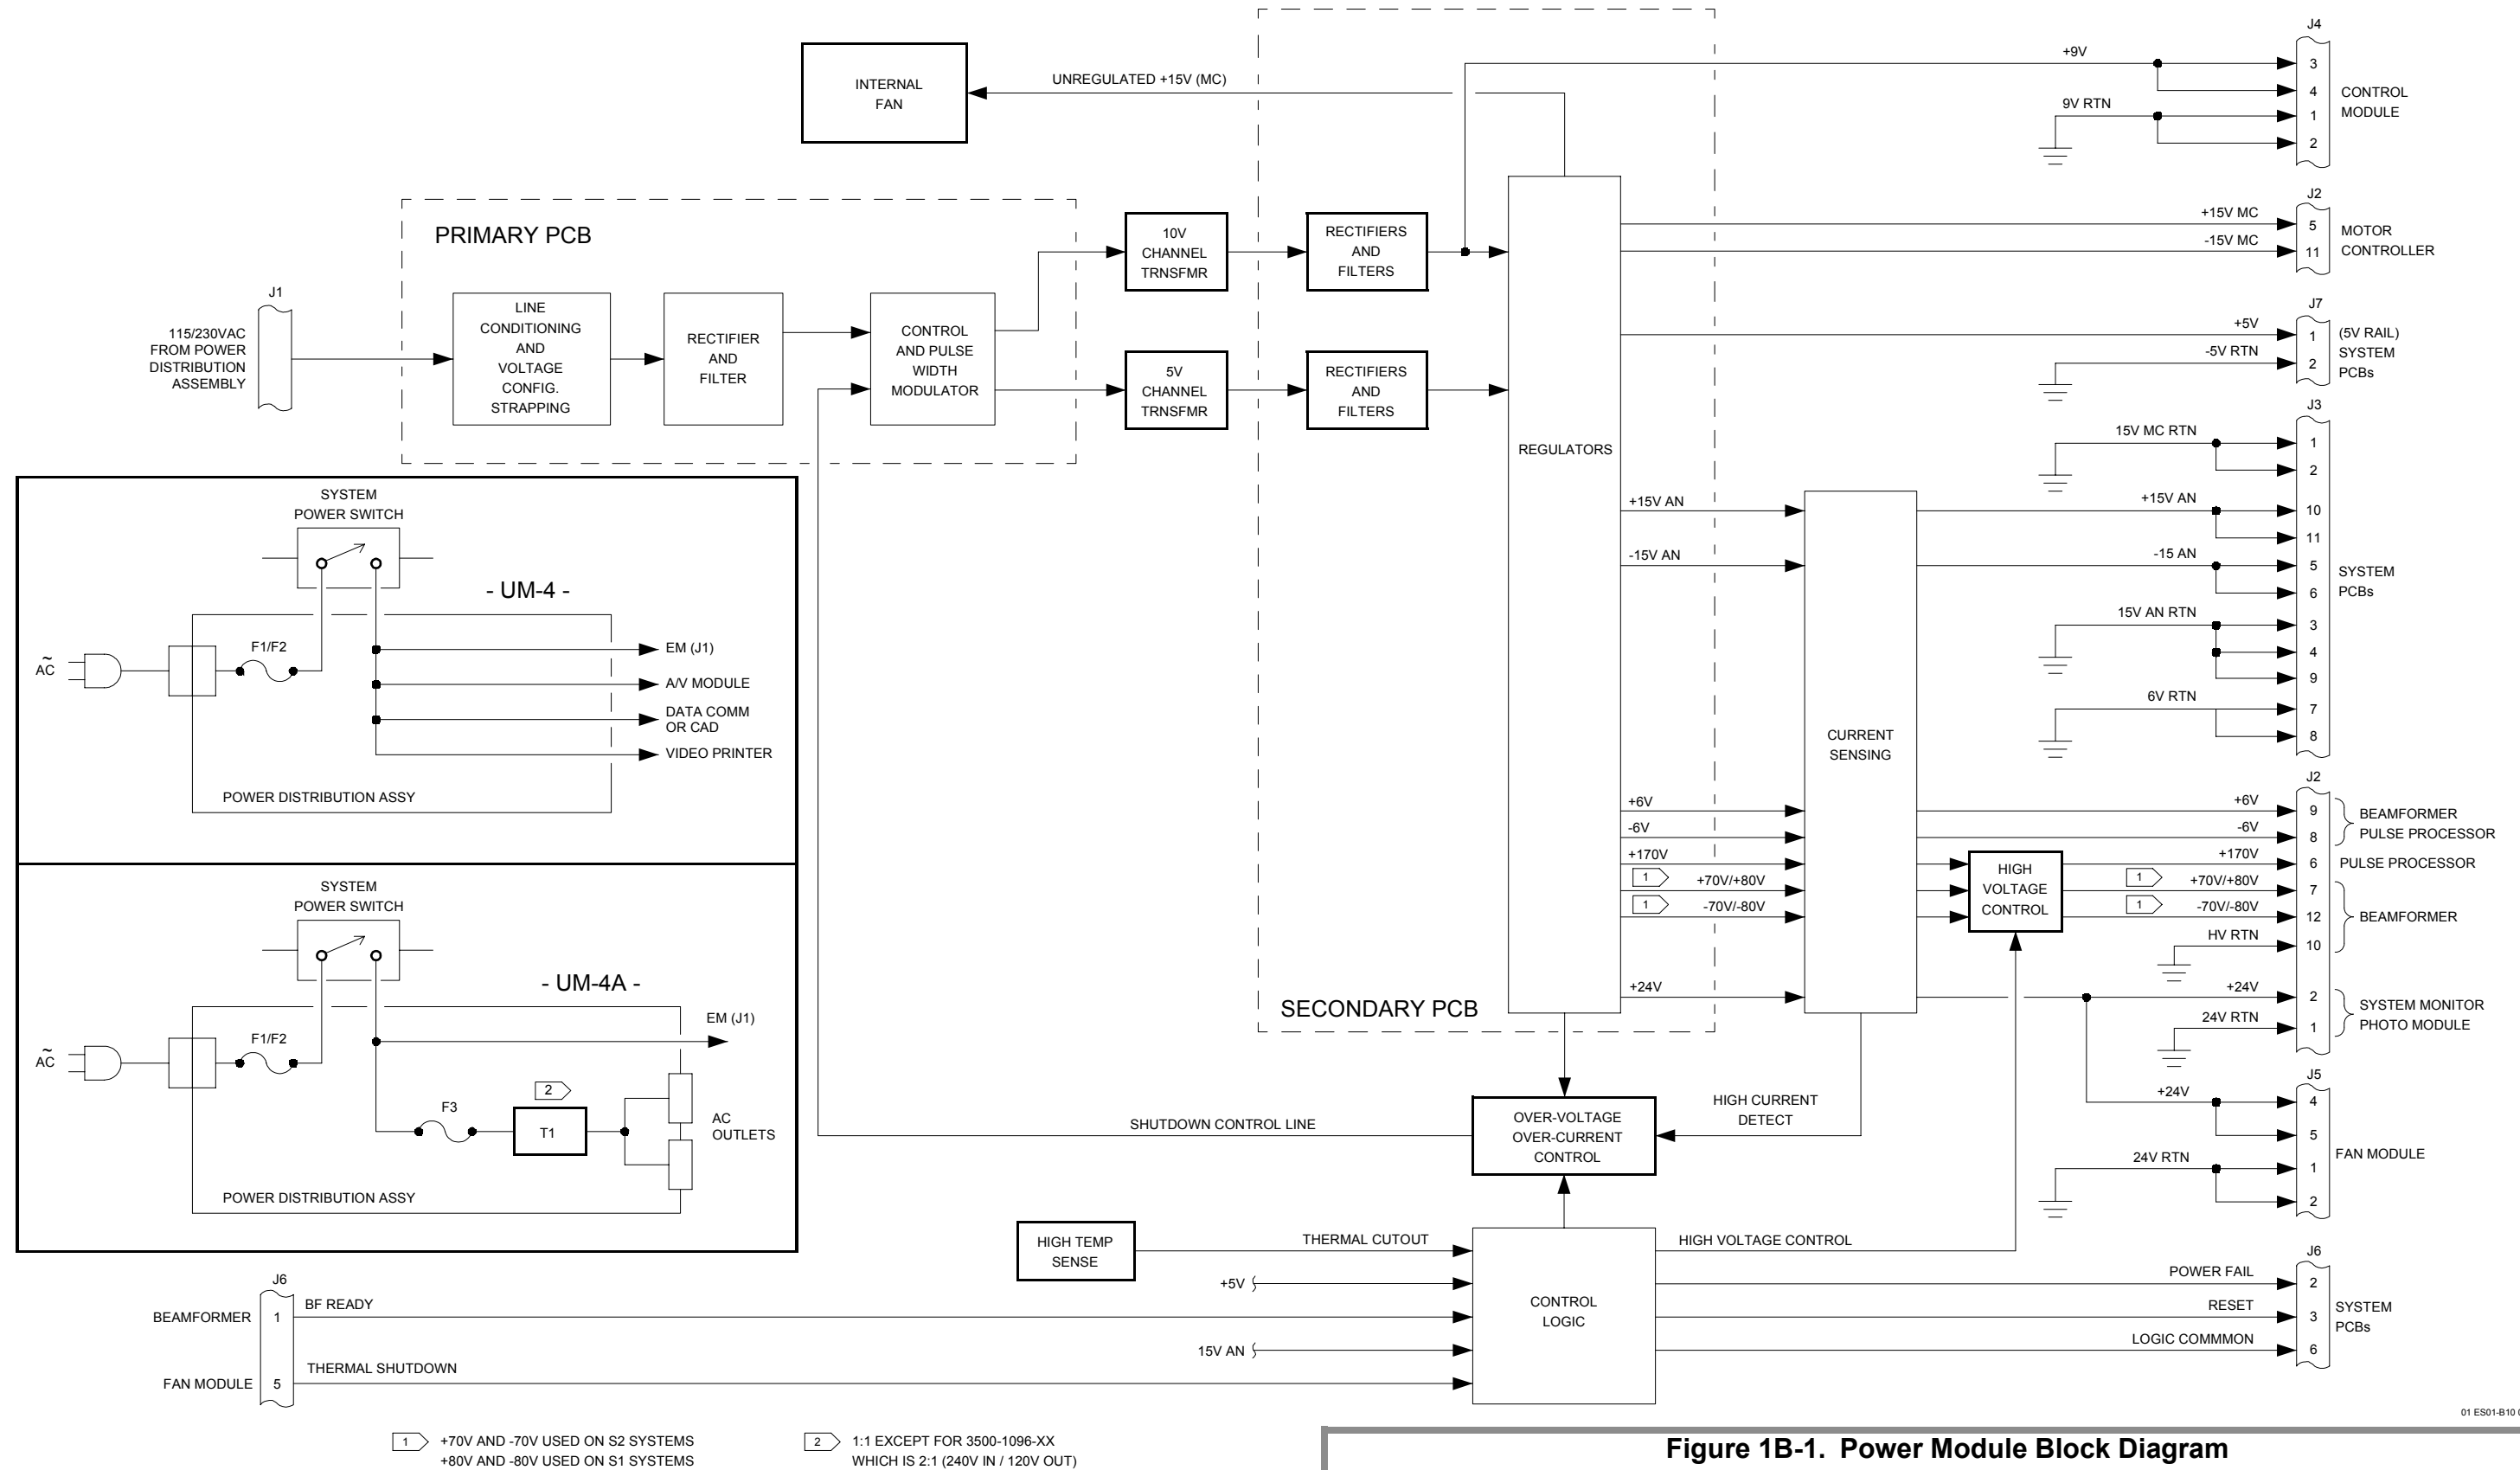 J4
+9V
3
4
9V RTN
1
2
CONTROL
MODULE
INTERNAL
FAN
UNREGULATED +15V (MC)
J2
+15V MC
5
-15V MC
11
MOTOR
CONTROLLER
PRIMARY PCB
J1
115/230VAC
FROM POWER
DISTRIBUTION
ASSEMBLY
LINE
CONDITIONING
AND
VOLTAGE
CONFIG.
STRAPPING
RECTIFIER
AND
FILTER
CONTROL
AND PULSE
WIDTH
MODULATOR
10V
CHANNEL
TRNSFMR
5V
CHANNEL
TRNSFMR
RECTIFIERS
AND
FILTERS
RECTIFIERS
AND
FILTERS
REGULATORS
J7
+5V
1
-5V RTN
2
(5V RAIL)
SYSTEM
PCBs
J3
15V MC RTN
1
2
+15V AN
+15V AN
10
11
-15V AN
-15 AN
5
6
15V AN RTN
3
4
9
6V RTN
7
8
SYSTEM
PCBs
CURRENT
SENSING
SYSTEM
POWER SWITCH
- UM-4 -
~
AC
F1/F2
EM (J1)
A/V MODULE
DATA COMM
OR CAD
VIDEO PRINTER
POWER DISTRIBUTION ASSY
J2
+6V
+6V
9
-6V
-6V
8
BEAMFORMER
PULSE PROCESSOR
+170V
+170V
6
PULSE PROCESSOR
1
+70V/+80V
1
+70V/+80V
7
1
-70V/-80V
1
-70V/-80V
12
HV RTN
10
BEAMFORMER
HIGH
VOLTAGE
CONTROL
+24V
+24V
2
24V RTN
1
SYSTEM MONITOR
PHOTO MODULE
SECONDARY PCB
SYSTEM
POWER SWITCH
- UM-4A -
~
AC
F1/F2
EM (J1)
2
F3
T1
AC
OUTLETS
POWER DISTRIBUTION ASSY
SHUTDOWN CONTROL LINE
OVER-VOLTAGE
OVER-CURRENT
CONTROL
HIGH CURRENT
DETECT
J5
+24V
4
5
24V RTN
1
2
FAN MODULE
HIGH TEMP
SENSE
THERMAL CUTOUT
+5V
15V AN
CONTROL
LOGIC
HIGH VOLTAGE CONTROL
J6
POWER FAIL
2
RESET
3
LOGIC COMMMON
6
SYSTEM
PCBs
J6
BEAMFORMER
1
BF READY
FAN MODULE
5
THERMAL SHUTDOWN
1
+70V AND -70V USED ON S2 SYSTEMS
+80V AND -80V USED ON S1 SYSTEMS
2
1:1 EXCEPT FOR 3500-1096-XX
WHICH IS 2:1 (240V IN / 120V OUT)
01 ES01-B10
Figure 1B-1. Power Module Block Diagram